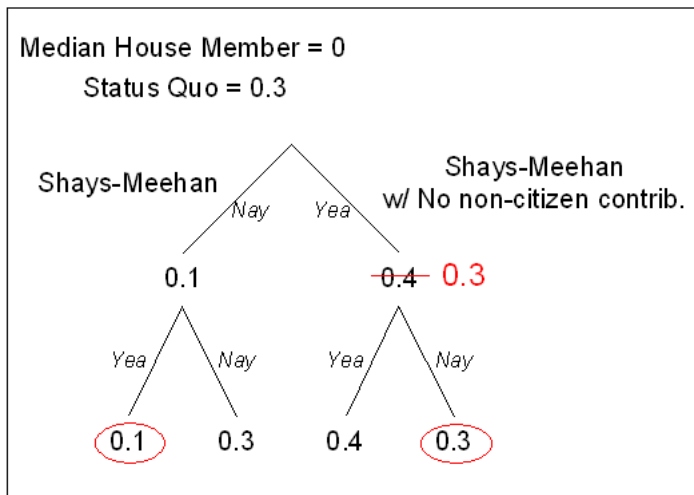 Median House Member = 0
Status Quo = 0.3
Shays-Meehan
Shays-Meehan
w/ No non-citizen contrib.
Nay
Yea
0.1
0.4 0.3
Yea
Nay
Yea
Nay
0.1
0.3
0.4
0.3